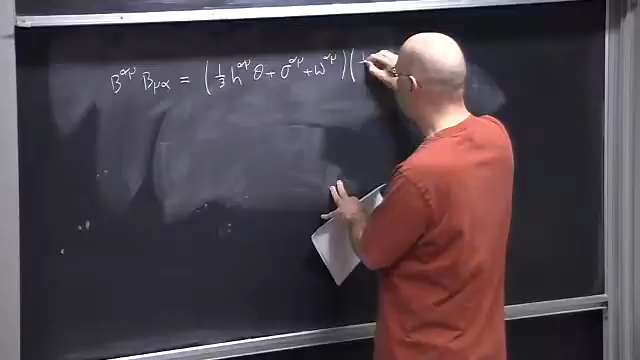 B^{αμ} B_{μα} = (1/3 h^{αμ} θ + σ^{αμ} + ω^{αμ})(